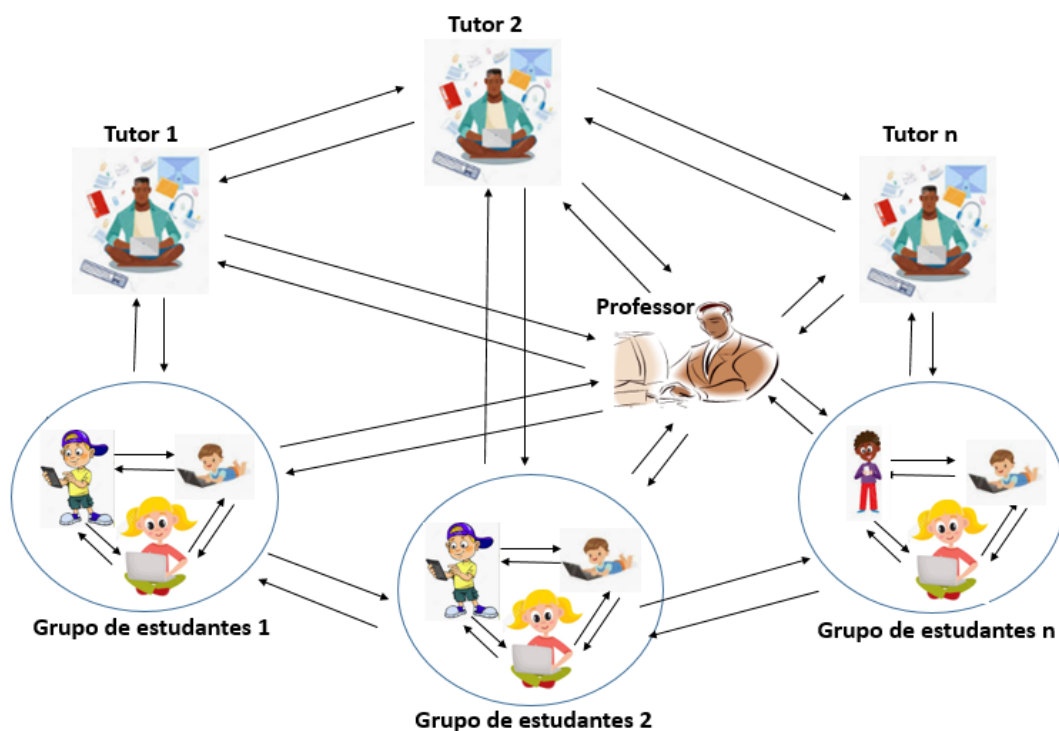 Tutor 2
Tutor 1
Tutor n
Professor
Grupo de estudantes 1
Grupo de estudantes n
Grupo de estudantes 2